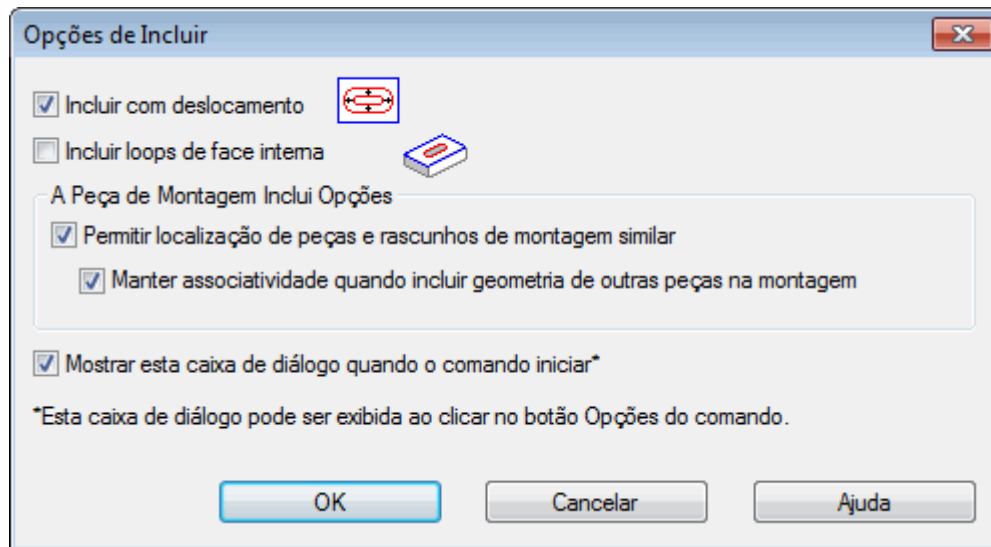 Opções de Incluir
Incluir com deslocamento
Incluir loops de face interna
A Peça de Montagem Inclui Opções
Permitir localização de peças e rascunhos de montagem similar
Manter associatividade quando incluir geometria de outras peças na montagem
Mostrar esta caixa de diálogo quando o comando iniciar*
*Esta caixa de diálogo pode ser exibida ao clicar no botão Opções do comando.
OK Cancelar Ajuda